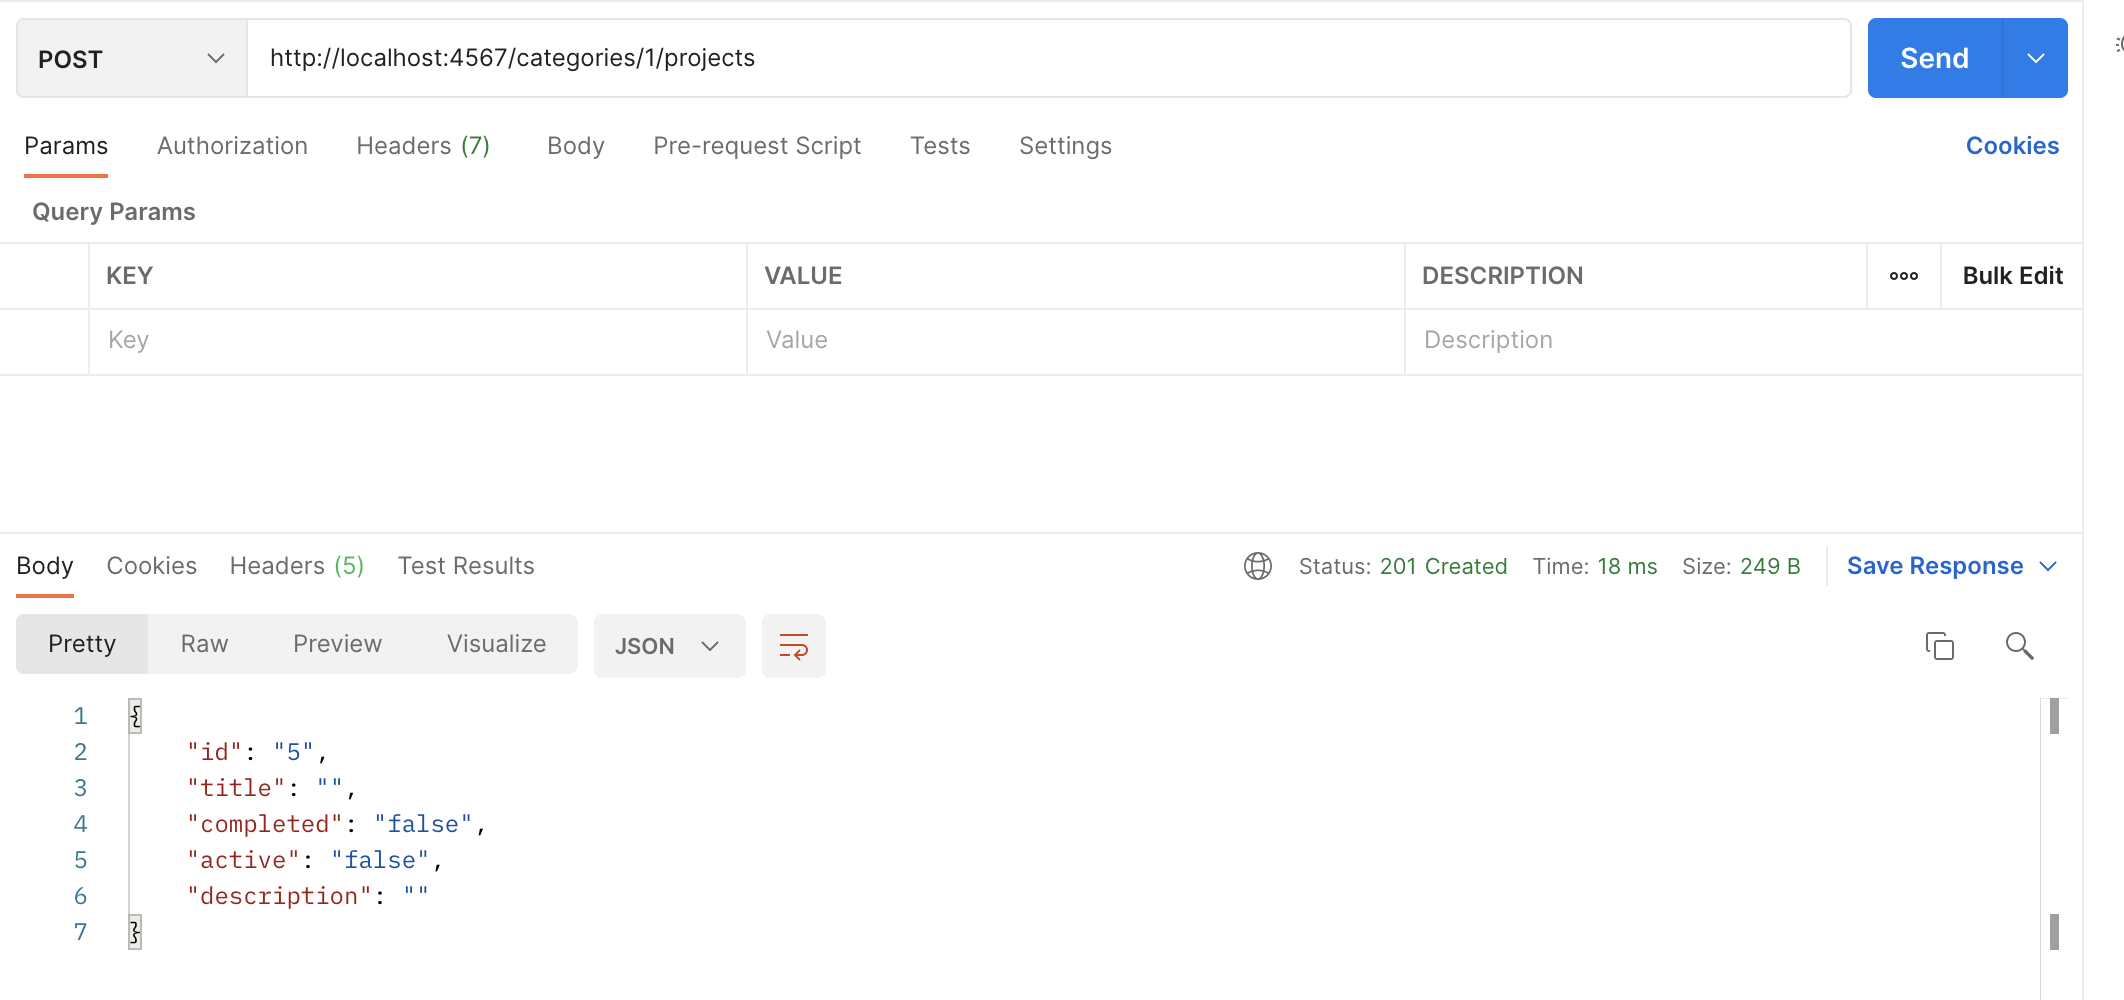 POST http://localhost:4567/categories/1/projects Send
Params Authorization Headers (7) Body Pre-request Script Tests Settings Cookies
Query Params
KEY VALUE DESCRIPTION ooo Bulk Edit
Key Value Description
Body Cookies Headers (5) Test Results Status: 201 Created Time: 18 ms Size: 249 B Save Response
Pretty Raw Preview Visualize JSON
1 {
2 "id": "5",
3 "title": "",
4 "completed": "false",
5 "active": "false",
6 "description": ""
7 }